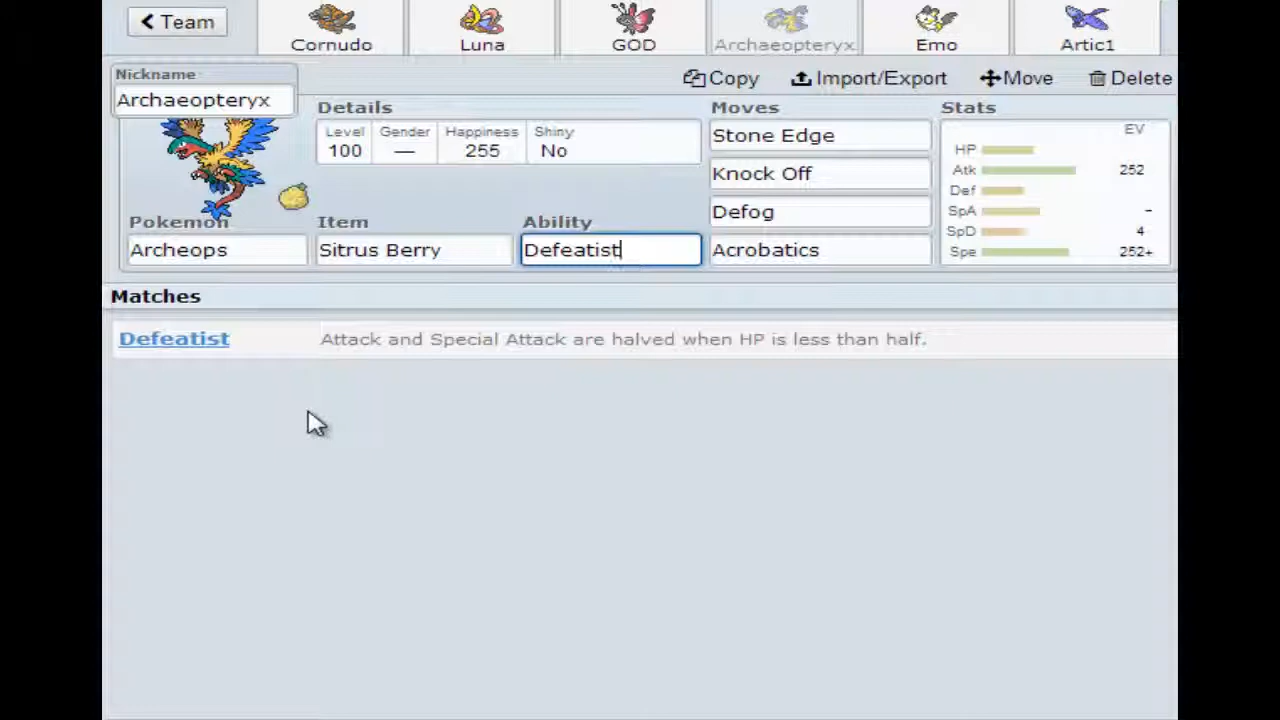 Team
Cornudo
Luna
GOD
Archaeopteryx
Emo
Artic1
Nickname
Archaeopteryx
Copy
Import/Export
Move
Delete
Details
Level
Gender
Happiness
Shiny
100
—
255
No
Pokemon
Archeops
Item
Sitrus Berry
Ability
Defeatist
Moves
Stone Edge
Knock Off
Defog
Acrobatics
Stats
EV
HP
Atk 252
Def
SpA -
SpD 4
Spe 252+
Matches
Defeatist Attack and Special Attack are halved when HP is less than half.